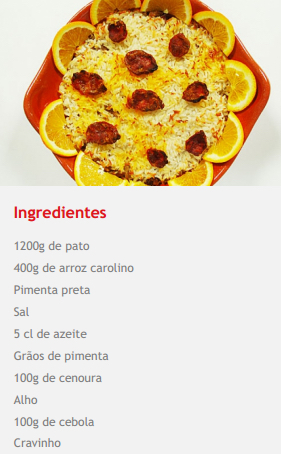 Ingredientes
1200g de pato
400g de arroz carolino
Pimenta preta
Sal
5 cl de azeite
Grãos de pimenta
100g de cenoura
Alho
100g de cebola
Cravinho